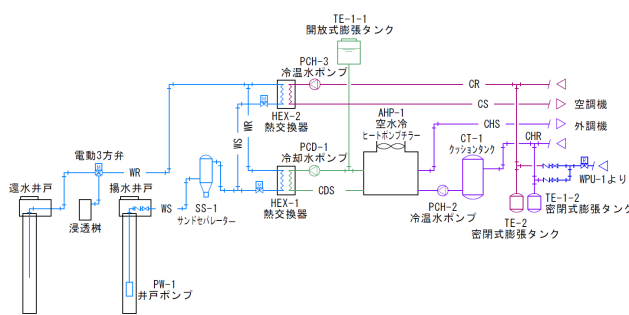 TE-1-1
開放式膨張タンク
PCH-3
冷温水ポンプ
CR
CS
空調機
HEX-2
熱交換器
AHP-1
空水冷
ヒートポンプチラー
CHS
外調機
WS
WR
PCD-1
冷却水ポンプ
CT-1
クッションタンク
CHR
電動3方弁
WR
CDS
WPU-1より
還水井戸
揚水井戸
浸透桝
WS
SS-1
サンドセパレーター
HEX-1
熱交換器
PCH-2
冷温水ポンプ
TE-1-2
密閉式膨張タンク
TE-2
密閉式膨張タンク
PW-1
井戸ポンプ